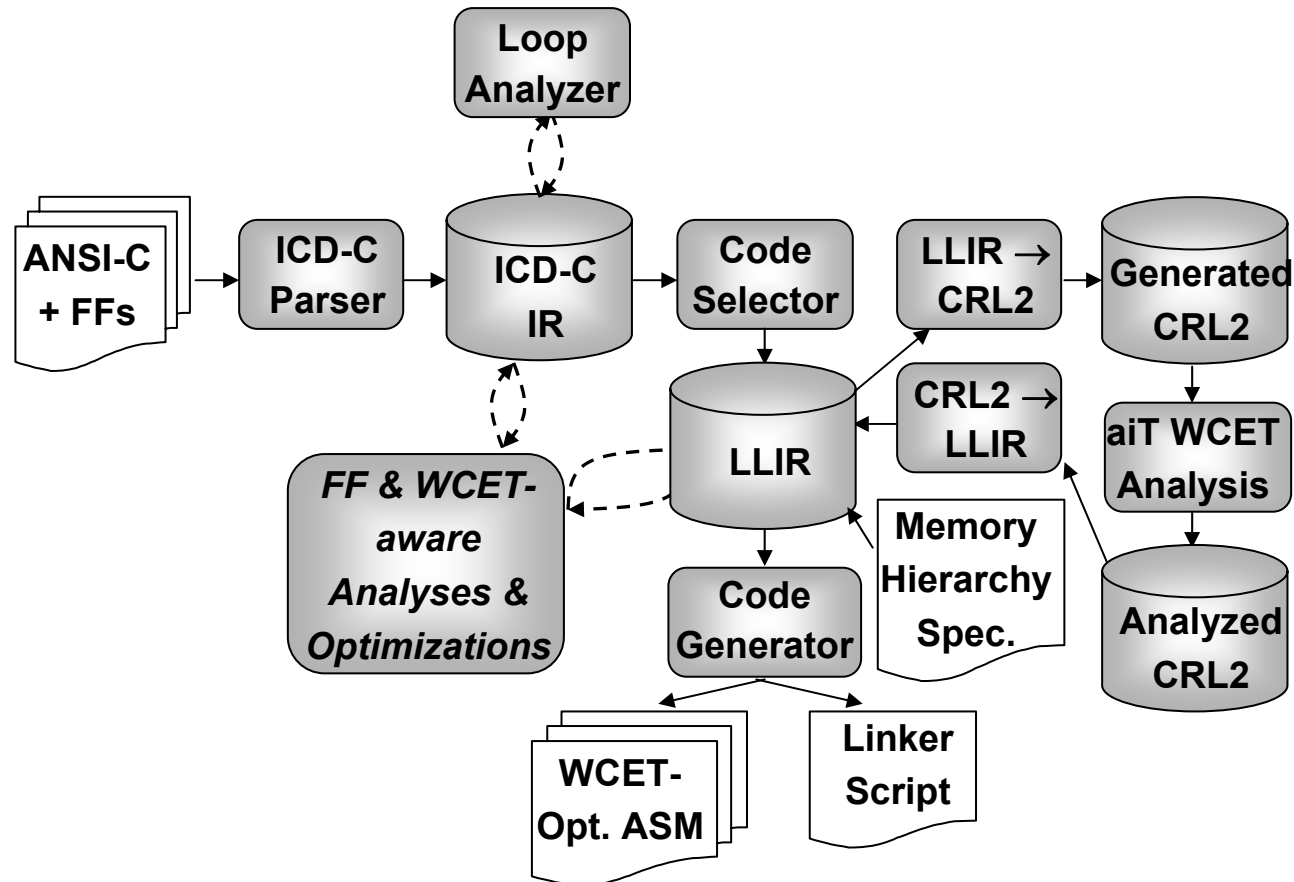 Loop
Analyzer
ANSI-C
+ FFs
ICD-C
Parser
ICD-C
IR
Code
Selector
LLIR →
CRL2
Generated
CRL2
CRL2 →
LLIR
aiT WCET
Analysis
LLIR
FF & WCET-
aware
Analyses &
Optimizations
Memory
Hierarchy
Spec.
Analyzed
CRL2
Code
Generator
WCET-
Opt. ASM
Linker
Script